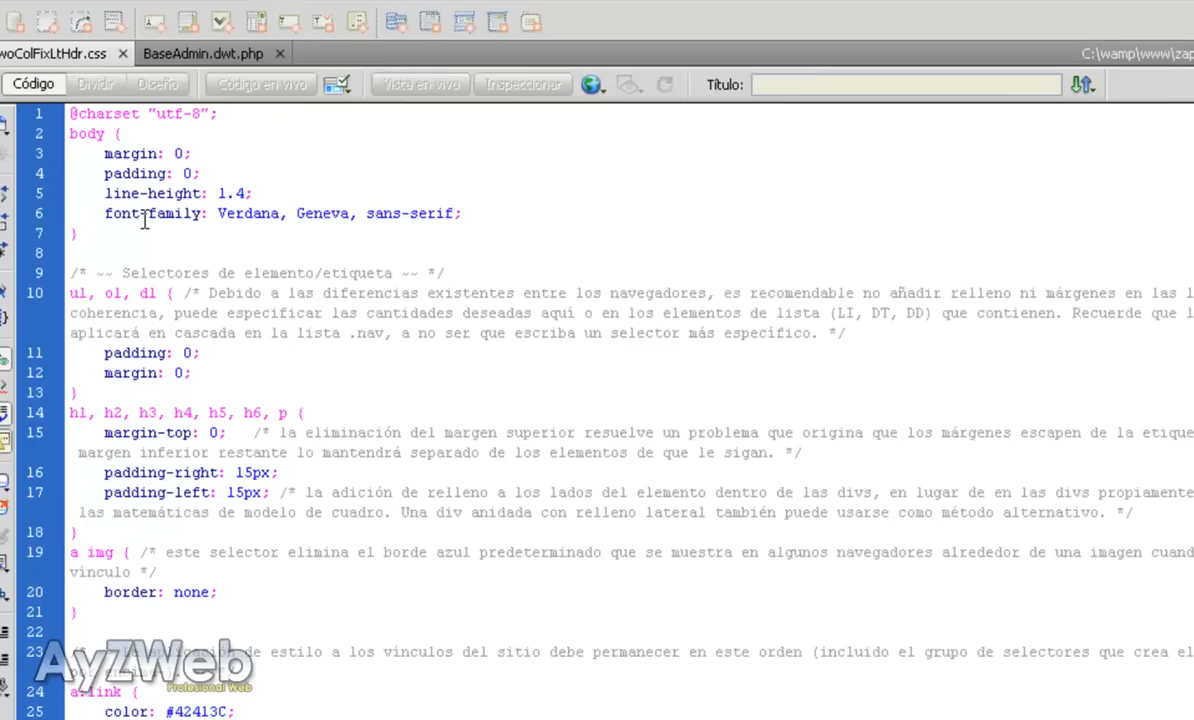 woColFixLtHdr.css × BaseAdmin.dwt.php × C:\wamp\www\zap
Código Dividir Diseño Código en vivo Vista en vivo Inspeccionar Título:
1 @charset "utf-8";
2 body {
3 margin: 0;
4 padding: 0;
5 line-height: 1.4;
6 font-family: Verdana, Geneva, sans-serif;
7 }
8
9 /* ~~ Selectores de elemento/etiqueta ~~ */
10 ul, ol, dl { /* Debido a las diferencias existentes entre los navegadores, es recomendable no añadir relleno ni márgenes en las l
coherencia, puede especificar las cantidades deseadas aquí o en los elementos de lista (LI, DT, DD) que contienen. Recuerde que l
aplicará en cascada en la lista .nav, a no ser que escriba un selector más específico. */
11 padding: 0;
12 margin: 0;
13 }
14 h1, h2, h3, h4, h5, h6, p {
15 margin-top: 0; /* la eliminación del margen superior resuelve un problema que origina que los márgenes escapen de la etique
margen inferior restante lo mantendrá separado de los elementos de que le sigan. */
16 padding-right: 15px;
17 padding-left: 15px; /* la adición de relleno a los lados del elemento dentro de las divs, en lugar de en las divs propiamente
las matemáticas de modelo de cuadro. Una div anidada con relleno lateral también puede usarse como método alternativo. */
18 }
19 a img { /* este selector elimina el borde azul predeterminado que se muestra en algunos navegadores alrededor de una imagen cuand
vínculo */
20 border: none;
21 }
22
23 de estilo a los vínculos del sitio debe permanecer en este orden (incluido el grupo de selectores que crea el
AyZWeb
Profesional Web
24 a:link {
25 color: #42413C;